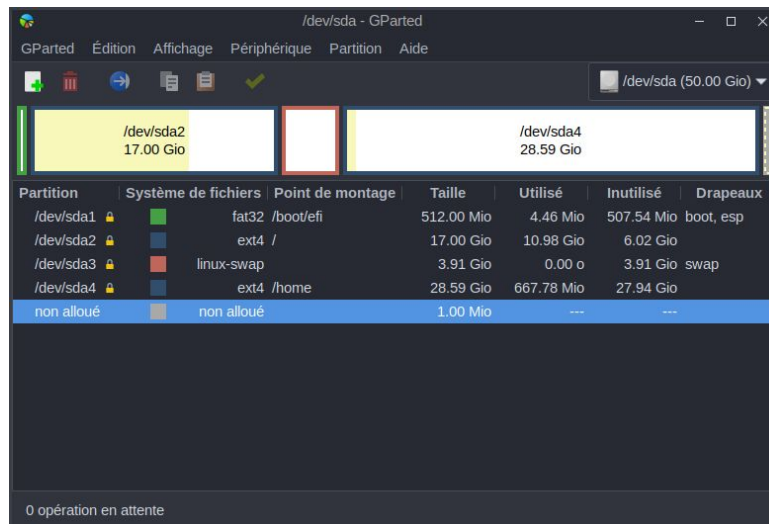 /dev/sda - GParted
GParted Édition Affichage Périphérique Partition Aide
/dev/sda (50.00 Gio)
/dev/sda2
17.00 Gio
/dev/sda4
28.59 Gio
Partition Système de fichiers Point de montage Taille Utilisé Inutilisé Drapeaux
/dev/sda1 fat32 /boot/efi 512.00 Mio 4.46 Mio 507.54 Mio boot, esp
/dev/sda2 ext4 / 17.00 Gio 10.98 Gio 6.02 Gio
/dev/sda3 linux-swap 3.91 Gio 0.00 o 3.91 Gio swap
/dev/sda4 ext4 /home 28.59 Gio 667.78 Mio 27.94 Gio
non alloué non alloué 1.00 Mio --- ---
0 opération en attente